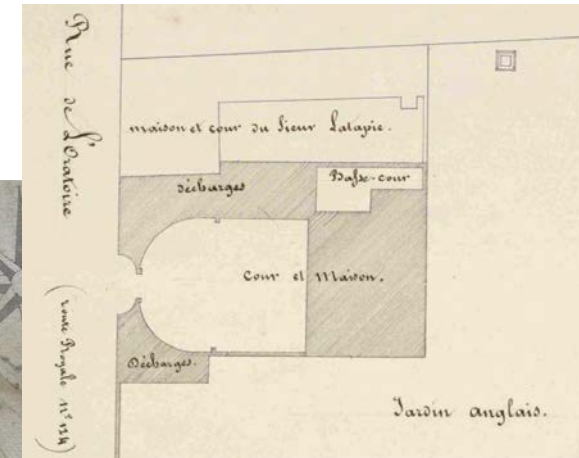 Rue de L'Oratoire
(route Royale n° 124)
maison et cour du Sieur Latapie.
décharges
Basse-cour
Cour et Maison.
Décharges.
Jardin anglais.